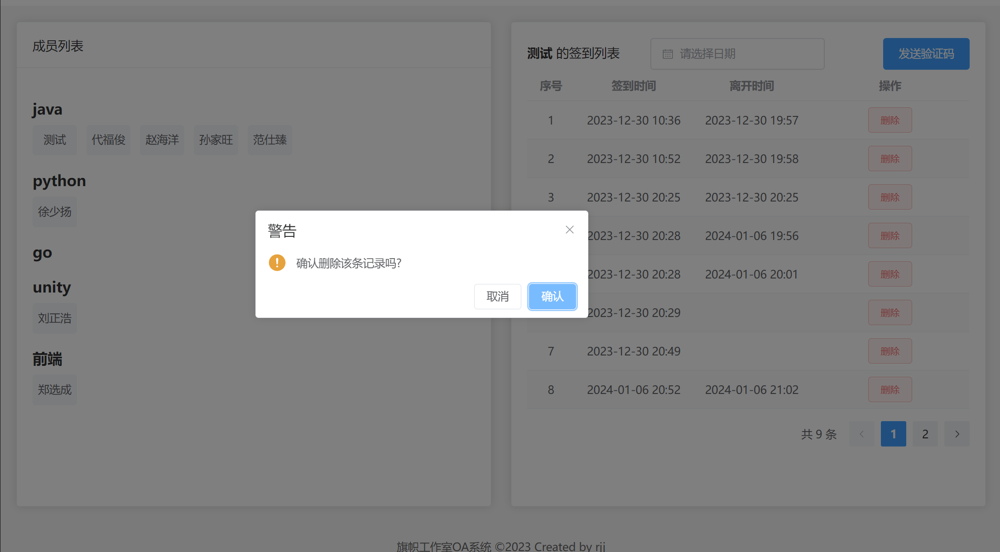 成员列表
java
测试 代福俊 赵海洋 孙家旺 范仕臻
python
徐少扬
go
unity
刘正浩
前端
郑选成
测试 的签到列表 请选择日期 发送验证码
序号 签到时间 离开时间 操作
1 2023-12-30 10:36 2023-12-30 19:57 删除
2 2023-12-30 10:52 2023-12-30 19:58 删除
3 2023-12-30 20:25 2023-12-30 20:25 删除
2023-12-30 20:28 2024-01-06 19:56 删除
2023-12-30 20:28 2024-01-06 20:01 删除
2023-12-30 20:29 删除
7 2023-12-30 20:49 删除
8 2024-01-06 20:52 2024-01-06 21:02 删除
共 9 条 1 2
警告
确认删除该条记录吗?
取消 确认
旗帜工作室OA系统 ©2023 Created by rjj